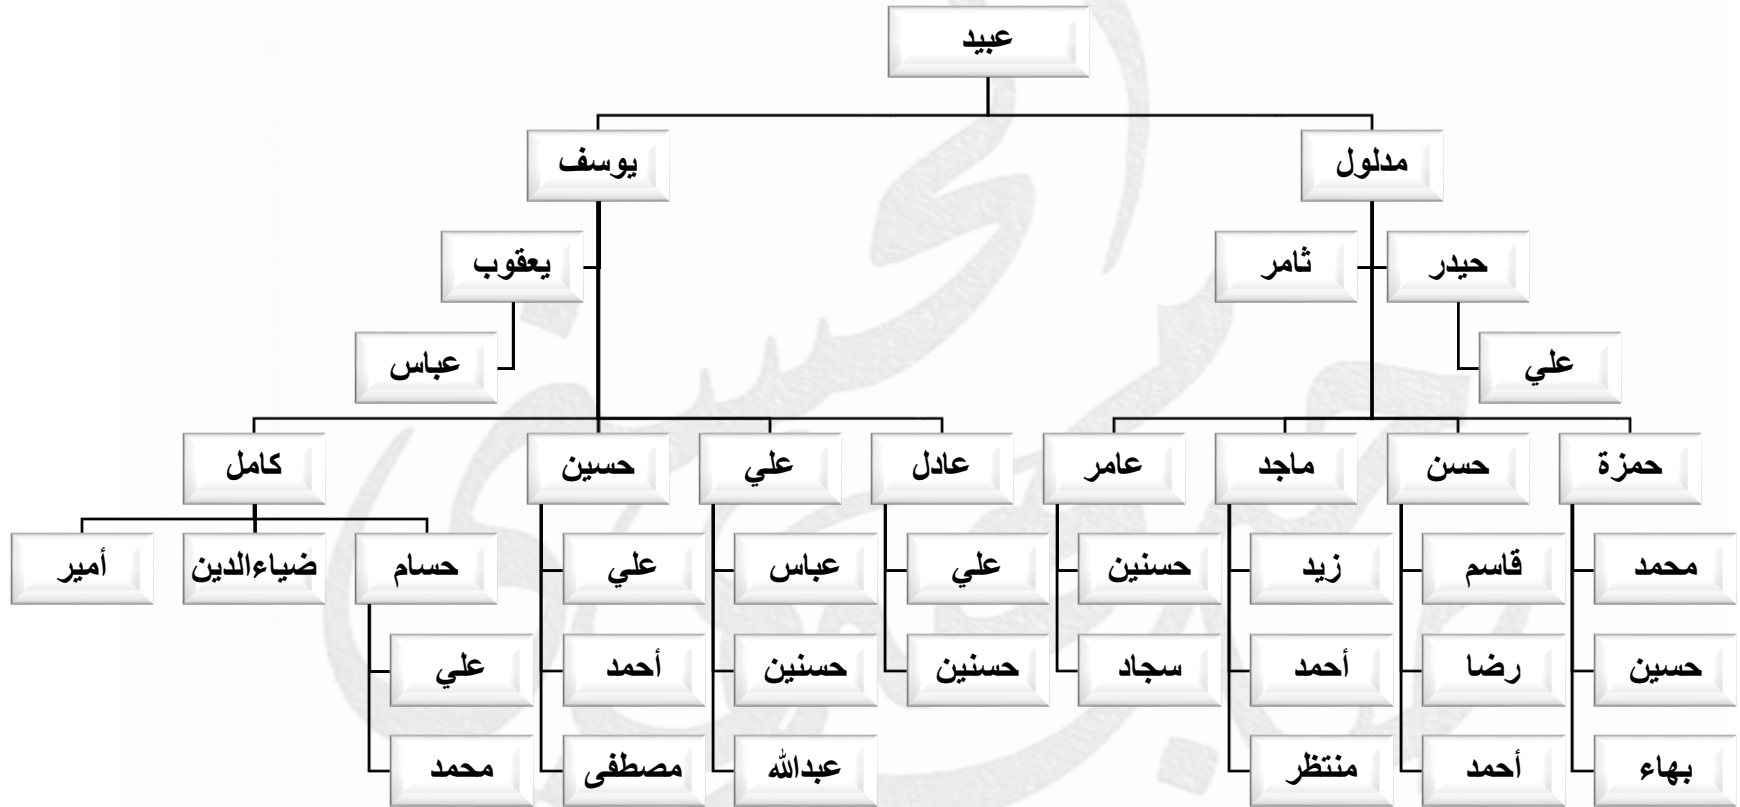 عبيد
مدلول
يوسف
حيدر
ثامر
يعقوب
علي
عباس
حمزة
حسن
ماجد
عامر
عادل
علي
حسين
كامل
محمد
قاسم
زيد
حسنين
علي
عباس
علي
حسام
ضياءالدين
أمير
حسين
رضا
أحمد
سجاد
حسنين
حسنين
أحمد
علي
بهاء
أحمد
منتظر
عبدالله
مصطفى
محمد